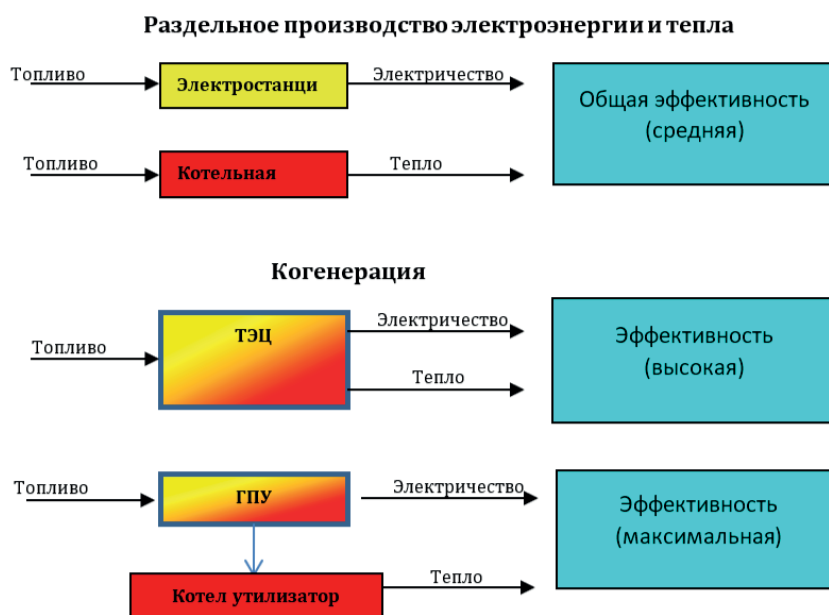 Раздельное производство электроэнергии и тепла
Топливо
Электростанци
Электричество
Общая эффективность
(средняя)
Топливо
Котельная
Тепло
Когенерация
Топливо
ТЭЦ
Электричество
Тепло
Эффективность
(высокая)
Топливо
ГПУ
Электричество
Эффективность
(максимальная)
Котел утилизатор
Тепло